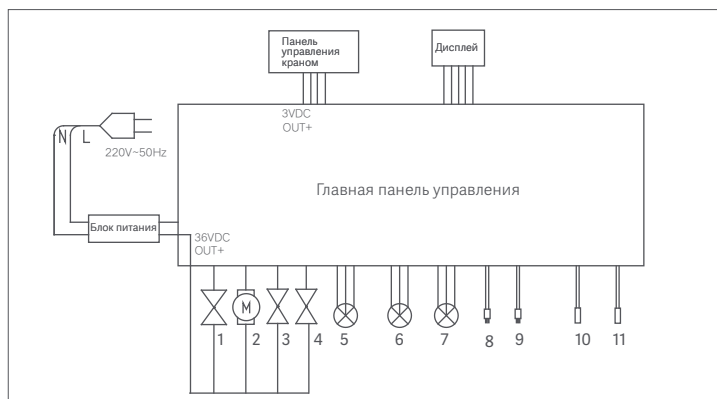 Панель
управления
краном
Дисплей
3VDC
OUT+
N L
220V~50Hz
Главная панель управления
Блок питания
36VDC
OUT+
M
1 2 3 4 5 6 7 8 9 10 11